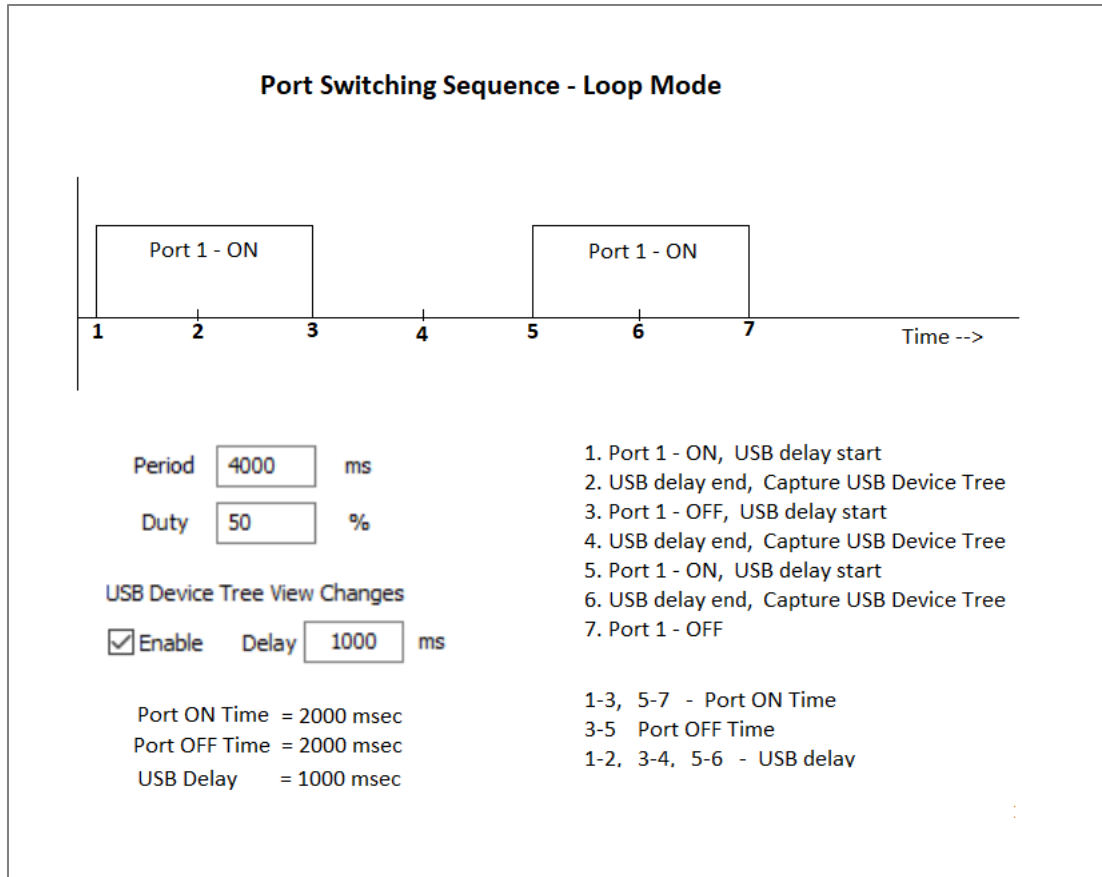 Port Switching Sequence - Loop Mode
Port 1 - ON
Port 1 - ON
1 2 3 4 5 6 7
Time -->
Period 4000 ms
Duty 50 %
USB Device Tree View Changes
Enable Delay 1000 ms
Port ON Time = 2000 msec
Port OFF Time = 2000 msec
USB Delay = 1000 msec
1. Port 1 - ON, USB delay start
2. USB delay end, Capture USB Device Tree
3. Port 1 - OFF, USB delay start
4. USB delay end, Capture USB Device Tree
5. Port 1 - ON, USB delay start
6. USB delay end, Capture USB Device Tree
7. Port 1 - OFF
1-3, 5-7 - Port ON Time
3-5 Port OFF Time
1-2, 3-4, 5-6 - USB delay